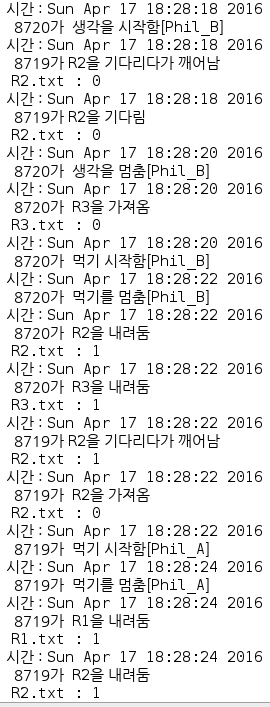 시간 : Sun Apr 17 18:28:18 2016
8720가 생각을 시작함[Phil_B]
시간 : Sun Apr 17 18:28:18 2016
8719가 R2을 기다리다가 깨어남
R2.txt : 0
시간 : Sun Apr 17 18:28:18 2016
8719가 R2을 기다림
R2.txt : 0
시간 : Sun Apr 17 18:28:20 2016
8720가 생각을 멈춤[Phil_B]
시간 : Sun Apr 17 18:28:20 2016
8720가 R3을 가져옴
R3.txt : 0
시간 : Sun Apr 17 18:28:20 2016
8720가 먹기 시작함[Phil_B]
시간 : Sun Apr 17 18:28:22 2016
8720가 먹기를 멈춤[Phil_B]
시간 : Sun Apr 17 18:28:22 2016
8720가 R2을 내려둠
R2.txt : 1
시간 : Sun Apr 17 18:28:22 2016
8720가 R3을 내려둠
R3.txt : 1
시간 : Sun Apr 17 18:28:22 2016
8719가 R2을 기다리다가 깨어남
R2.txt : 1
시간 : Sun Apr 17 18:28:22 2016
8719가 R2을 가져옴
R2.txt : 0
시간 : Sun Apr 17 18:28:22 2016
8719가 먹기 시작함[Phil_A]
시간 : Sun Apr 17 18:28:24 2016
8719가 먹기를 멈춤[Phil_A]
시간 : Sun Apr 17 18:28:24 2016
8719가 R1을 내려둠
R1.txt : 1
시간 : Sun Apr 17 18:28:24 2016
8719가 R2을 내려둠
R2.txt : 1